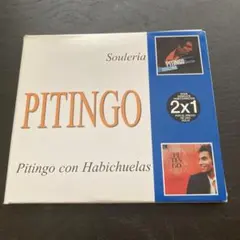 Soulería
PITINGO
2x1
Pitingo con Habichuelas